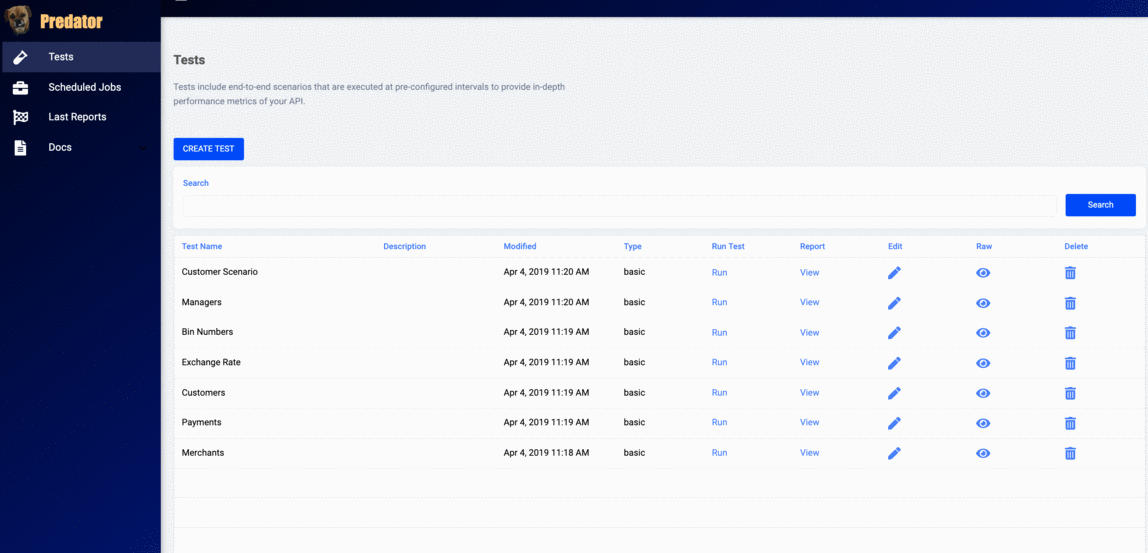 Predator
Tests
Scheduled Jobs
Last Reports
Docs
Tests
Tests include end-to-end scenarios that are executed at pre-configured intervals to provide in-depth
performance metrics of your API.
CREATE TEST
Search
Search
Test Name Description Modified Type Run Test Report Edit Raw Delete
Customer Scenario Apr 4, 2019 11:20 AM basic Run View
Managers Apr 4, 2019 11:20 AM basic Run View
Bin Numbers Apr 4, 2019 11:19 AM basic Run View
Exchange Rate Apr 4, 2019 11:19 AM basic Run View
Customers Apr 4, 2019 11:19 AM basic Run View
Payments Apr 4, 2019 11:19 AM basic Run View
Merchants Apr 4, 2019 11:18 AM basic Run View